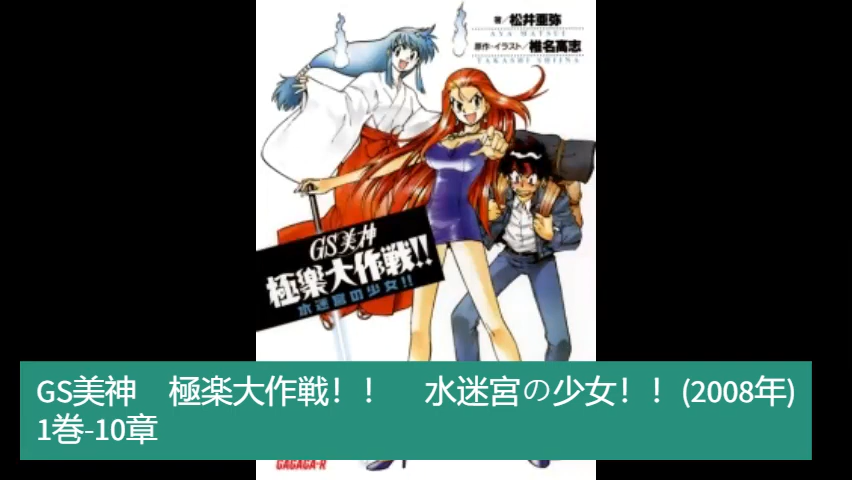 著／松井亜弥
AYA MATSUI
原作・イラスト／椎名高志
TAKASHI SHIINA
GS美神
極楽大作戦!!
水迷宮の少女!!
GS美神　極楽大作戦！！　水迷宮の少女！！(2008年)
1巻-10章
GAGAGA-R